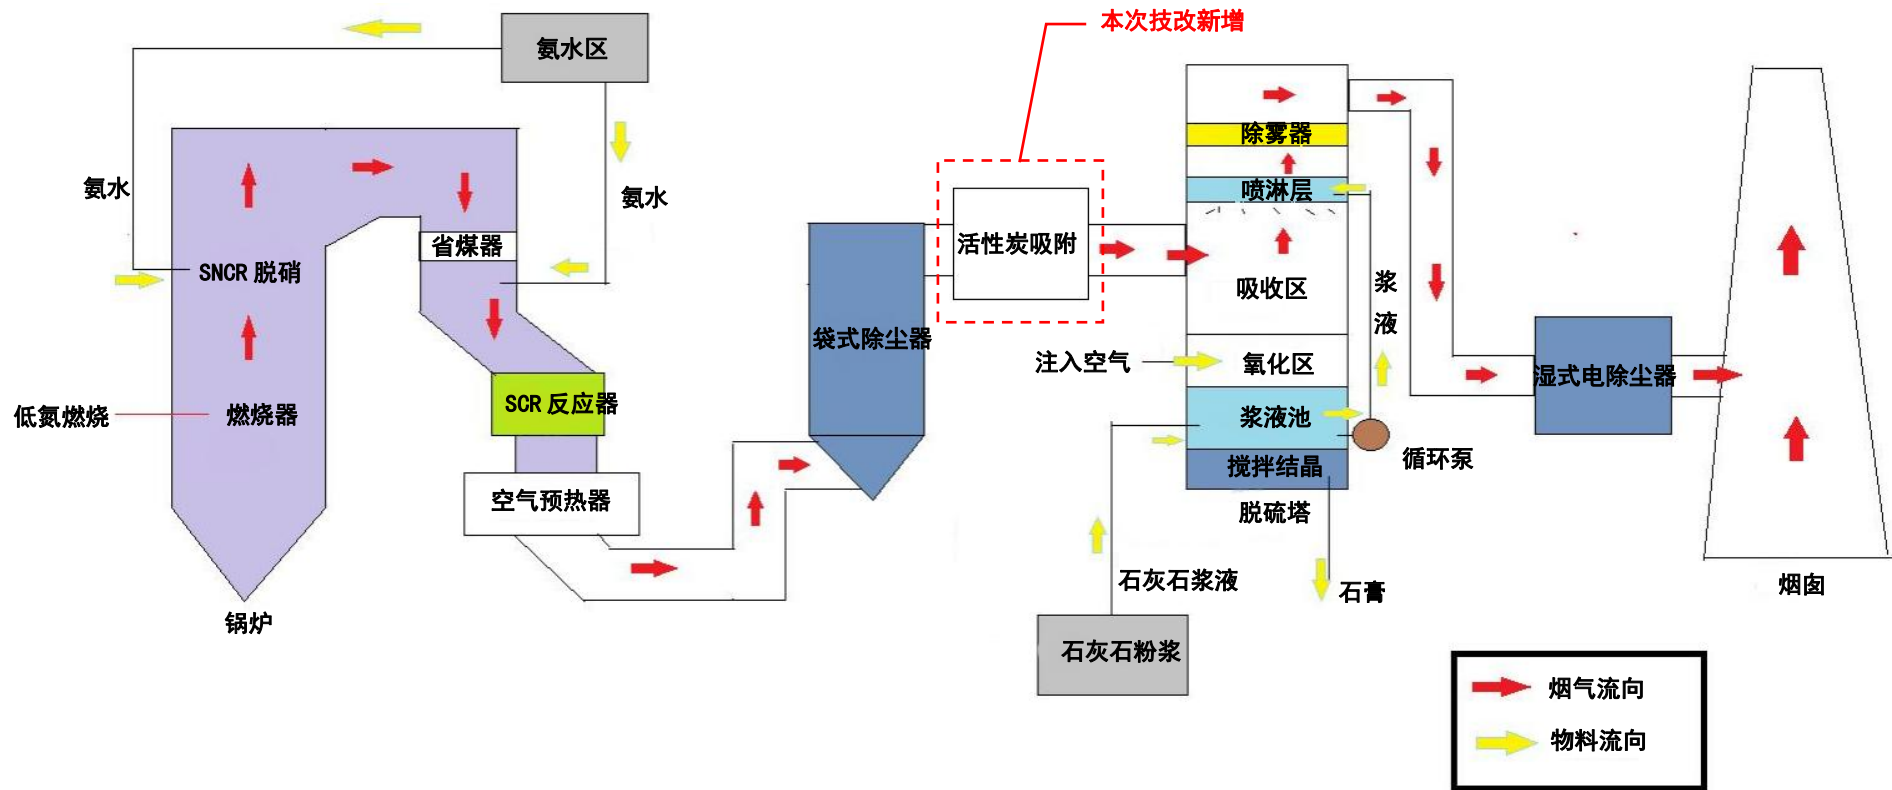 本次技改新增
氨水区
除雾器
氨水
氨水
喷淋层
省煤器
活性炭吸附
SNCR 脱硝
吸收区
浆
液
袋式除尘器
注入空气
氧化区
湿式电除尘器
低氮燃烧
燃烧器
SCR 反应器
浆液池
循环泵
搅拌结晶
空气预热器
脱硫塔
石灰石浆液
石膏
烟囱
锅炉
石灰石粉浆
烟气流向
物料流向